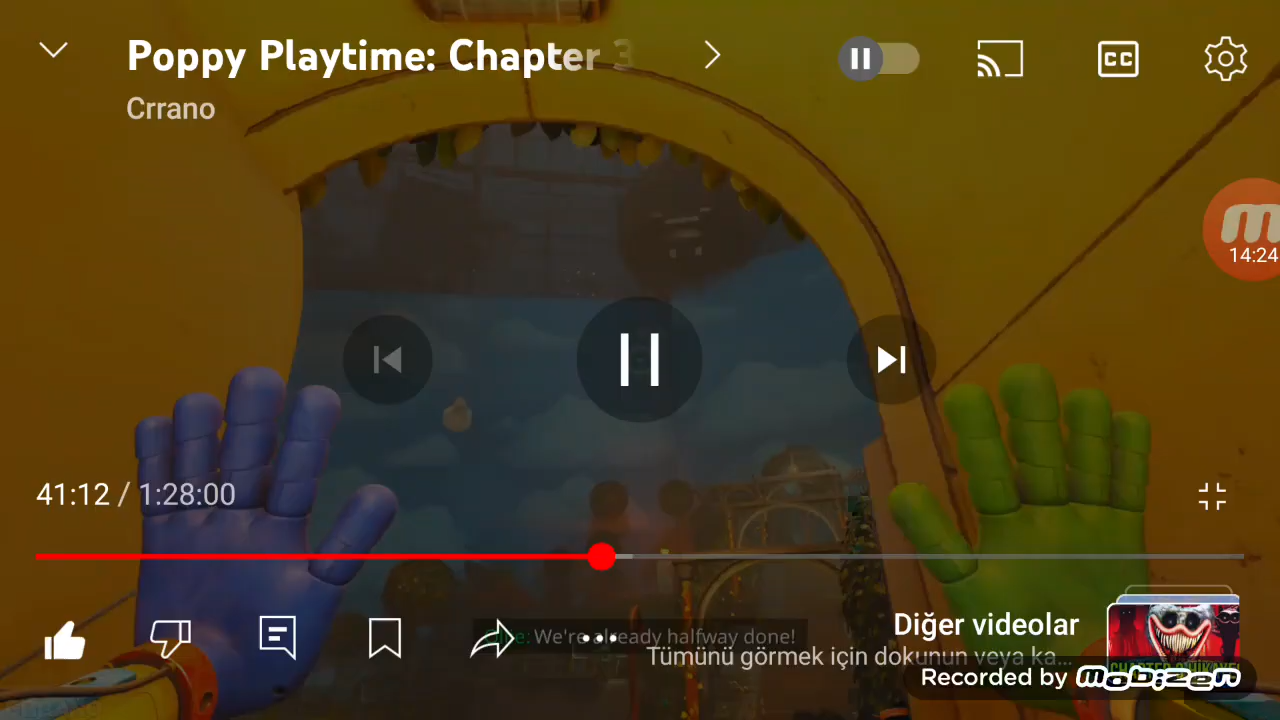 Poppy Playtime: Chapter 3
Crrano
14:24
41:12 / 1:28:00
We're already halfway done!
Diğer videolar
Tümünü görmek için dokunun veya ka...
Recorded by mobizen